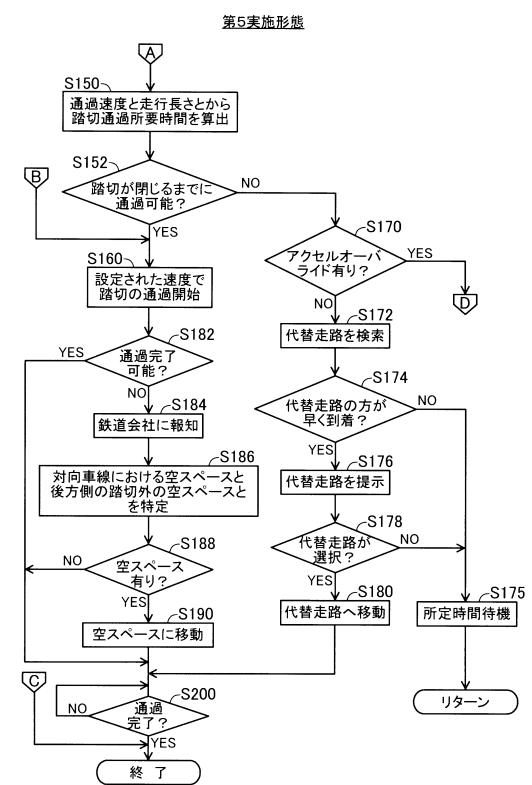 第5実施形態
A
S150
通過速度と走行長さとから
踏切通過所要時間を算出
S152
B
踏切が閉じるまでに
通過可能？
NO
YES
S170
アクセルオーバ
ライド有り？
YES
NO
D
S160
設定された速度で
踏切の通過開始
S172
代替走路を検索
S182
YES
通過完了
可能？
NO
S174
代替走路の方が
早く到着？
NO
YES
S184
鉄道会社に報知
S186
対向車線における空スペースと
後方側の踏切外の空スペースと
を特定
S176
代替走路を提示
S178
代替走路が
選択？
NO
YES
S188
NO
空スペース
有り？
YES
S180
代替走路へ移動
S175
所定時間待機
S190
空スペースに移動
C
S200
NO
通過
完了？
YES
リターン
終 了